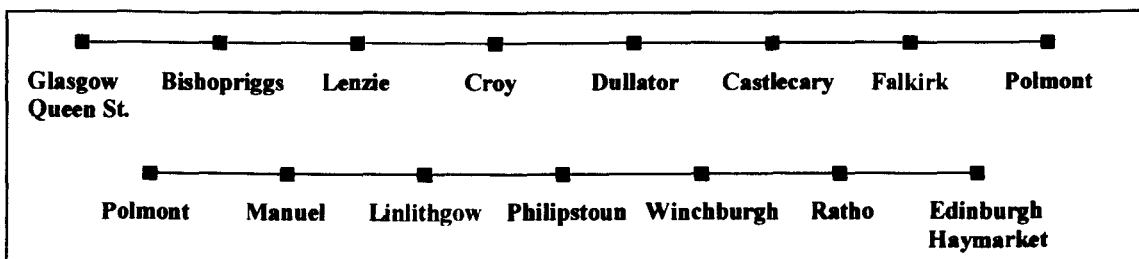 Glasgow Bishopriggs Lenzie Croy Dullator Castlecary Falkirk Polmont
Queen St.
Polmont Manuel Linlithgow Philipstoun Winchburgh Ratho Edinburgh
Haymarket